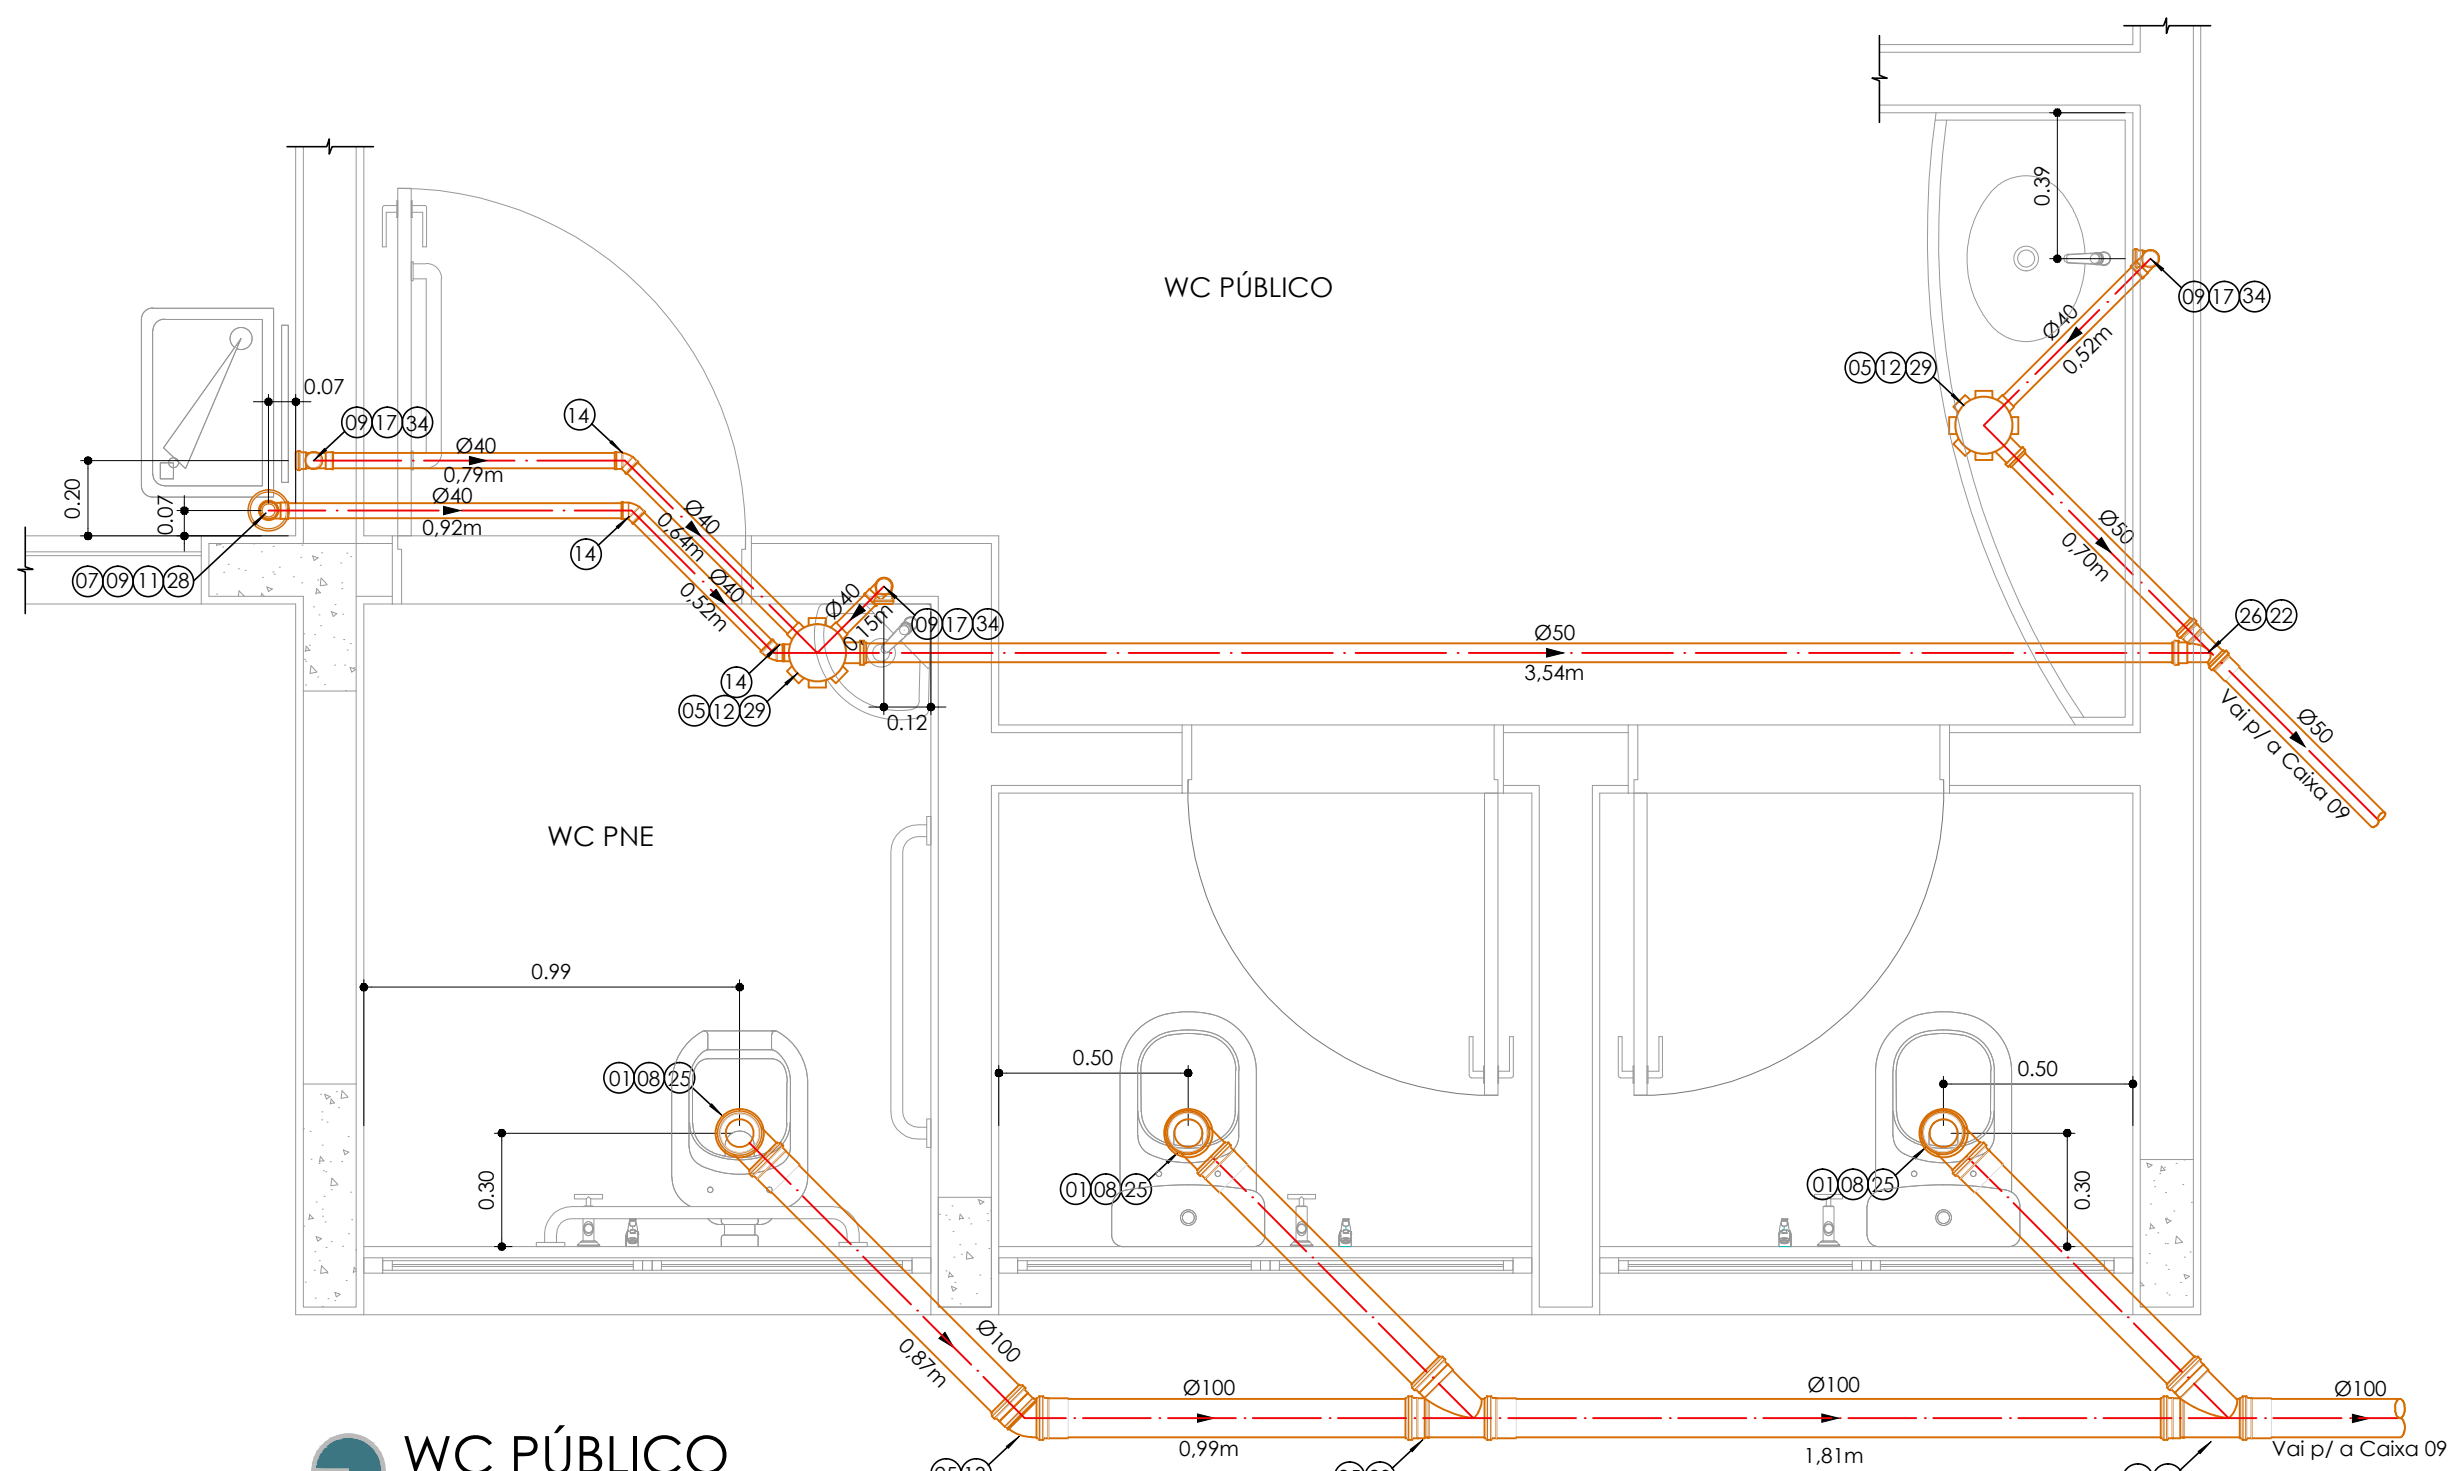 WC PÚBLICO
0.39
09 17 34
Ø40
0,52m
05 12 29
0.07
09 17 34
14
Ø40
0,79m
0.20
0.07
Ø40
0,92m
14
07 09 11 28
Ø40
0,64m
Ø40
0,52m
Ø40
0,15m
09 17 34
14
05 12 29
0.12
Ø50
3,54m
Ø50
0,70m
26 22
Ø50
Vai p/ a Caixa 09
WC PNE
0.99
01 08 25
0.30
0.50
01 08 25
0.50
01 08 25
0.30
Ø100
0,87m
Ø100
0,99m
Ø100
1,81m
Ø100
Vai p/ a Caixa 09
WC PÚBLICO